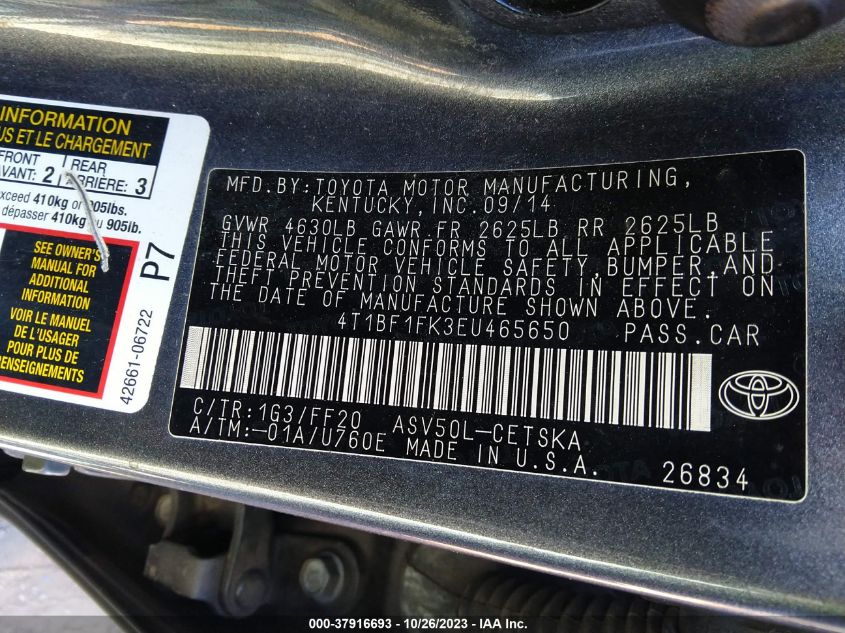 INFORMATION
US ET LE CHARGEMENT
FRONT
AVANT: 2
REAR
ARRIÈRE: 3
exceed 410kg or 905lbs.
dépasser 410kg ou 905lb.
SEE OWNER'S
MANUAL FOR
ADDITIONAL
INFORMATION
VOIR LE MANUEL
DE L'USAGER
POUR PLUS DE
RENSEIGNEMENTS
P7
42661-06722
MFD.BY:TOYOTA MOTOR MANUFACTURING,
KENTUCKY,INC.09/14
GVWR 4630LB GAWR FR 2625LB RR 2625LB
THIS VEHICLE CONFORMS TO ALL APPLICABLE
FEDERAL MOTOR VEHICLE SAFETY,BUMPER,AND
THEFT PREVENTION STANDARDS IN EFFECT ON
THE DATE OF MANUFACTURE SHOWN ABOVE.
4T1BF1FK3EU465650 PASS.CAR
C/TR:1G3/FF20 ASV50L-CETSKA
A/TM:-01A/U760E MADE IN U.S.A.
26834
000-37916693 - 10/26/2023 - IAA Inc.